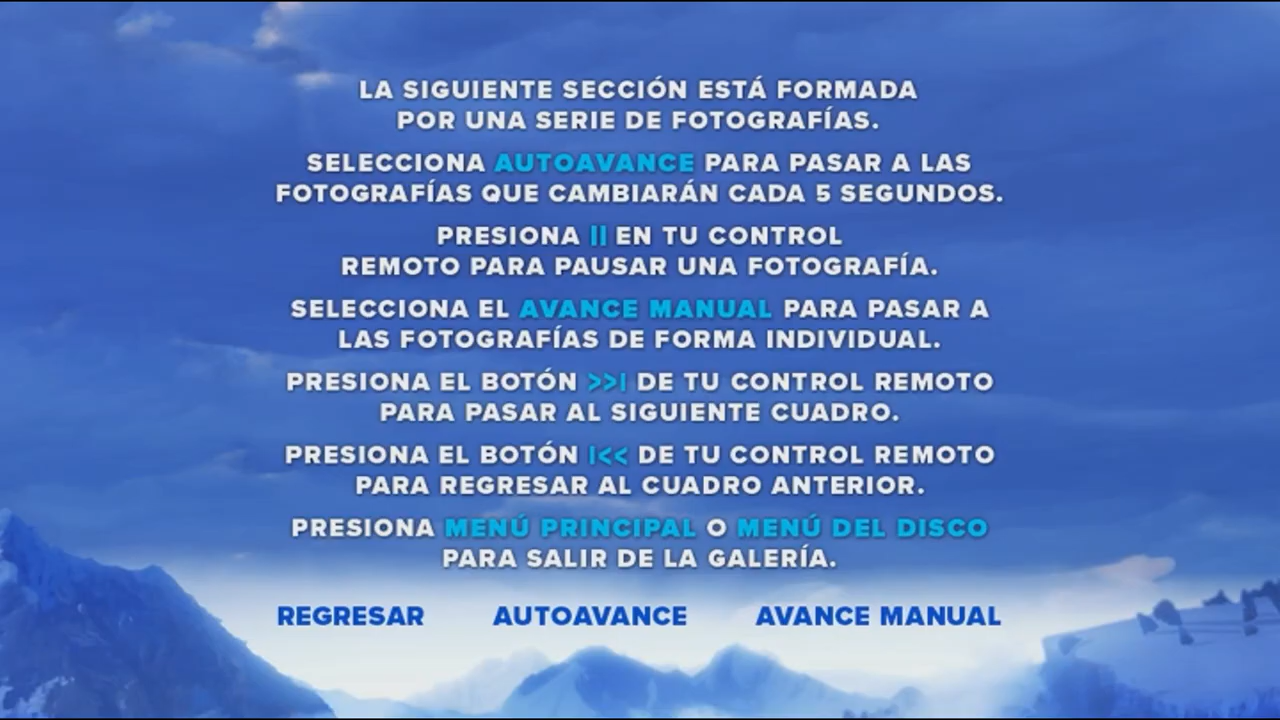 LA SIGUIENTE SECCIÓN ESTÁ FORMADA
POR UNA SERIE DE FOTOGRAFÍAS.
SELECCIONA AUTOAVANCE PARA PASAR A LAS
FOTOGRAFÍAS QUE CAMBIARÁN CADA 5 SEGUNDOS.
PRESIONA || EN TU CONTROL
REMOTO PARA PAUSAR UNA FOTOGRAFÍA.
SELECCIONA EL AVANCE MANUAL PARA PASAR A
LAS FOTOGRAFÍAS DE FORMA INDIVIDUAL.
PRESIONA EL BOTÓN >>| DE TU CONTROL REMOTO
PARA PASAR AL SIGUIENTE CUADRO.
PRESIONA EL BOTÓN |<< DE TU CONTROL REMOTO
PARA REGRESAR AL CUADRO ANTERIOR.
PRESIONA MENÚ PRINCIPAL O MENÚ DEL DISCO
PARA SALIR DE LA GALERÍA.
REGRESAR AUTOAVANCE AVANCE MANUAL